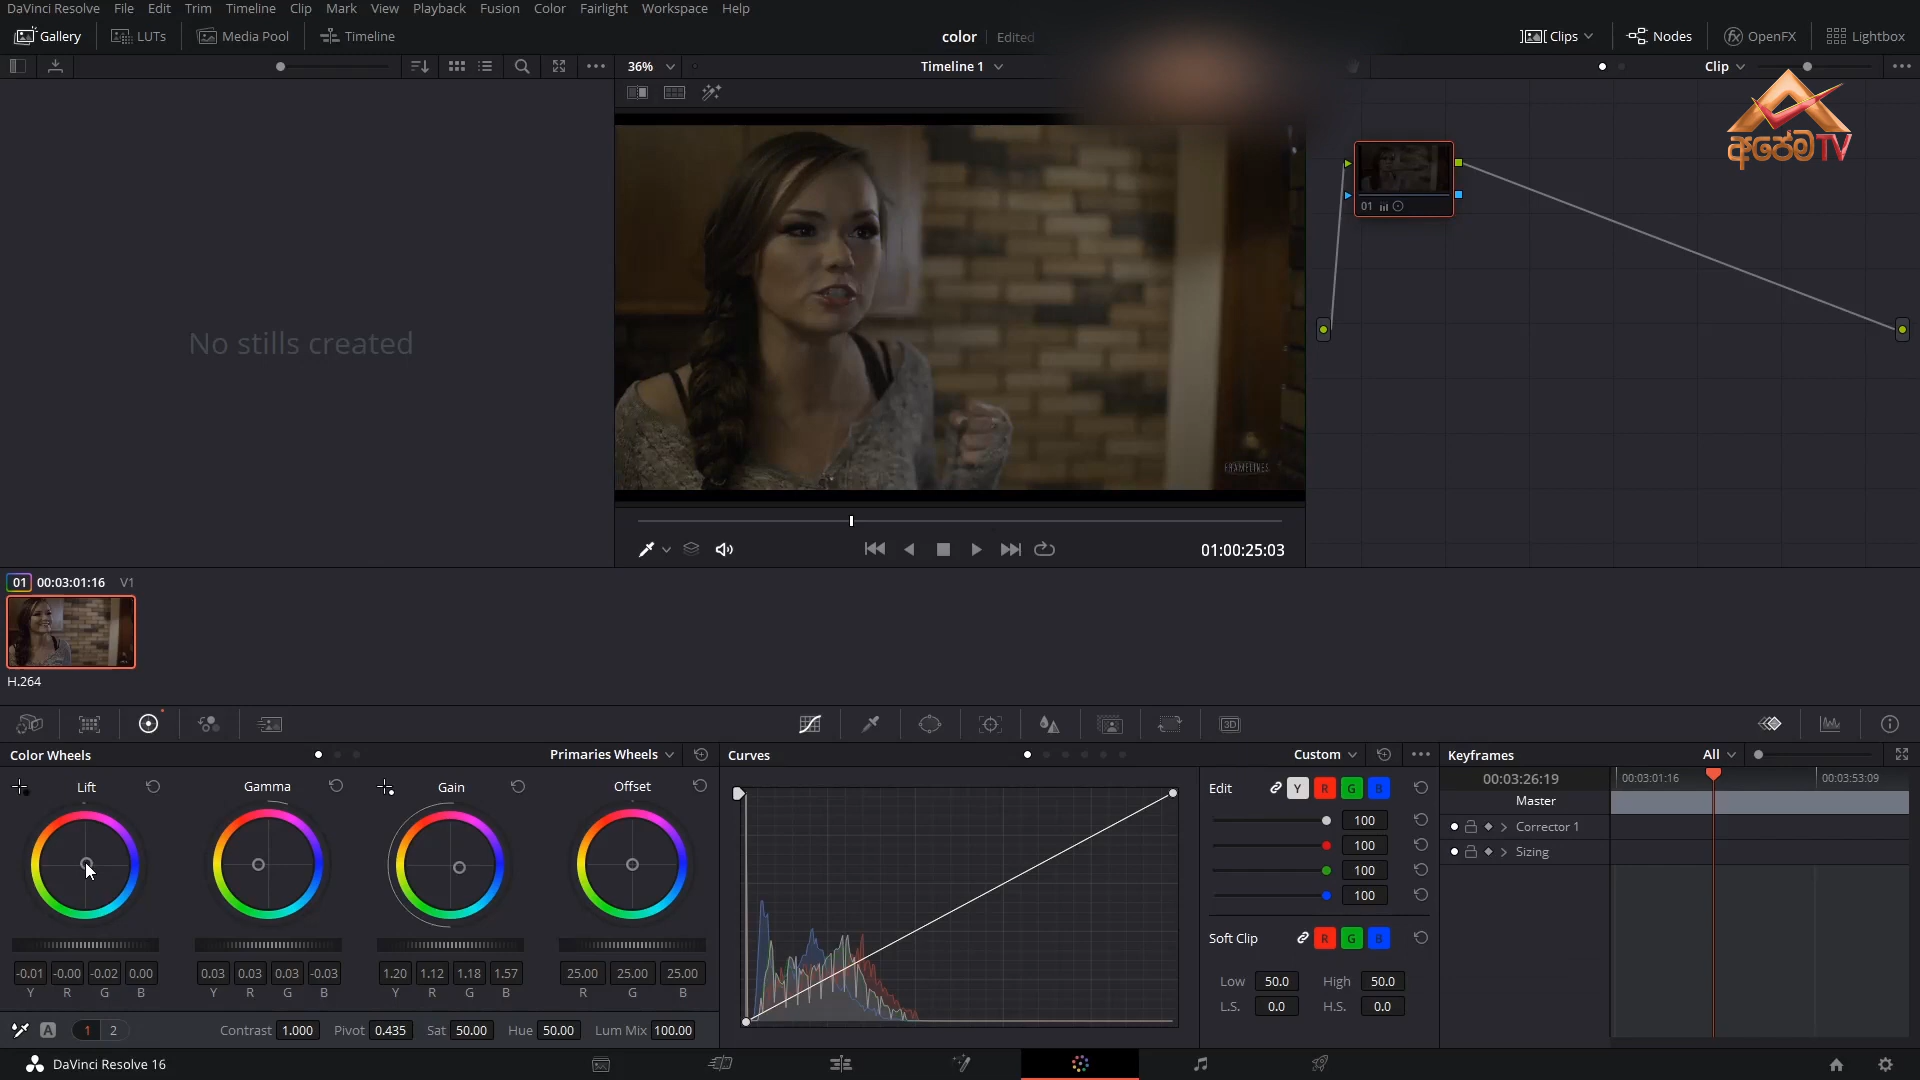 DaVinci Resolve File Edit Trim Timeline Clip Mark View Playback Fusion Color Fairlight Workspace Help
Gallery LUTs Media Pool Timeline color Edited Clips Nodes OpenFX Lightbox
36% Timeline 1 Clip
අපේම TV
01
No stills created
FRAMELINES
01:00:25:03
01 00:03:01:16 V1
H.264
3D
Color Wheels Primaries Wheels Curves Custom Keyframes All
Lift Gamma Gain Offset
Edit Y R G B
00:03:26:19 00:03:01:16 00:03:53:09
Master
100
100
100
100
Corrector 1
Sizing
Soft Clip R G B
-0.01 -0.00 -0.02 0.00 0.03 0.03 0.03 -0.03 1.20 1.12 1.18 1.57 25.00 25.00 25.00
Y R G B Y R G B Y R G B R G B
Low 50.0 High 50.0
L.S. 0.0 H.S. 0.0
A 1 2 Contrast 1.000 Pivot 0.435 Sat 50.00 Hue 50.00 Lum Mix 100.00
DaVinci Resolve 16